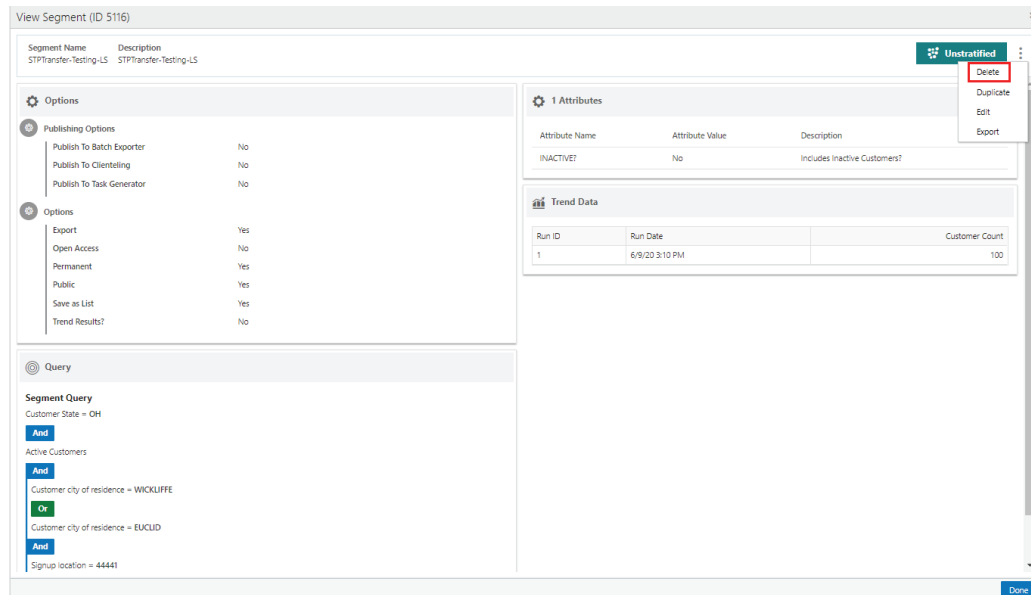 View Segment (ID 5116)
Segment Name Description
STPTransfer-Testing-LS STPTransfer-Testing-LS
Unstratified
Delete
Duplicate
Edit
Export
Options
Publishing Options
Publish To Batch Exporter No
Publish To Clienteling No
Publish To Task Generator No
Options
Export Yes
Open Access No
Permanent Yes
Public Yes
Save as List Yes
Trend Results? No
Query
Segment Query
Customer State = OH
And
Active Customers
And
Customer city of residence = WICKLIFFE
Or
Customer city of residence = EUCLID
And
Signup location = 44441
1 Attributes
Attribute Name Attribute Value Description
INACTIVE? No Includes Inactive Customers?
Trend Data
Run ID Run Date Customer Count
1 6/9/20 3:10 PM 100
Done